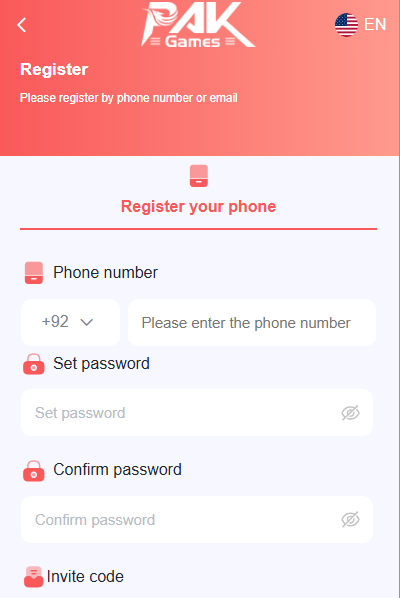 PAK
Games
EN
Register
Please register by phone number or email
Register your phone
Phone number
+92
Please enter the phone number
Set password
Set password
Confirm password
Confirm password
Invite code